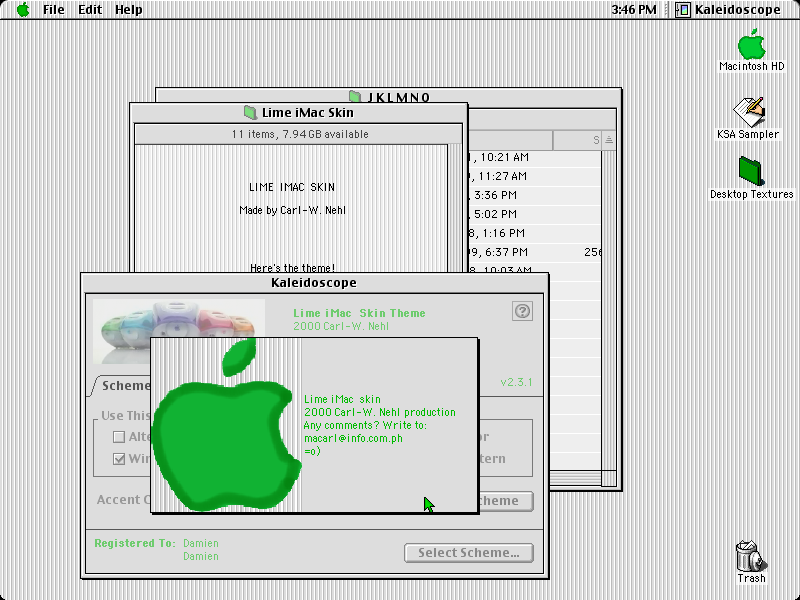 File Edit Help
3:46 PM
Kaleidoscope
Macintosh HD
KSA Sampler
Desktop Textures
Trash
JKLMNO
S
10:21 AM
11:27 AM
3:36 PM
5:02 PM
8, 1:16 PM
99, 6:37 PM 256
8, 10:03 AM
Lime iMac Skin
11 items, 7.94 GB available
LIME IMAC SKIN
Made by Carl-W. Nehl
Here's the theme!
Kaleidoscope
Lime iMac Skin Theme
2000 Carl-W. Nehl
v2.3.1
Scheme
Use This
Alte
Win
or
tern
Accent C
cheme
Lime iMac skin
2000 Carl-W. Nehl production
Any comments? Write to:
macarl@info.com.ph
=o)
Registered To: Damien
Damien
Select Scheme...